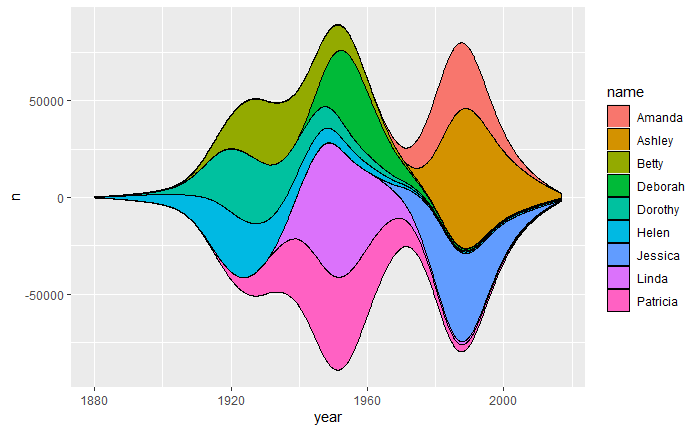 50000
0
-50000
n
1880
1920
1960
2000
year
name
Amanda
Ashley
Betty
Deborah
Dorothy
Helen
Jessica
Linda
Patricia